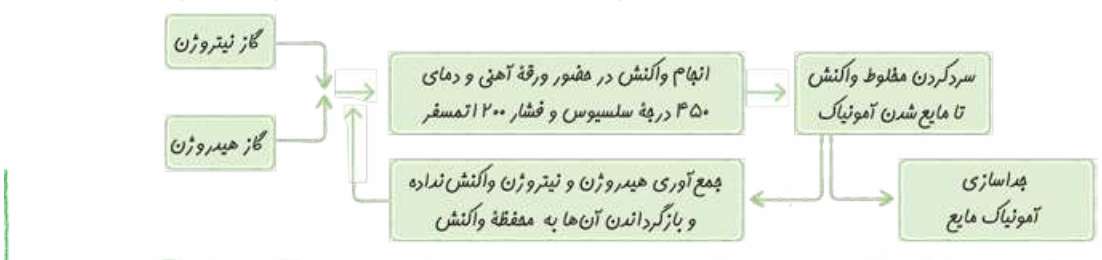 گاز نیتروژن
گاز هیدروژن
انجام واکنش در حضور ورقهٔ آهنی و دمای
۴۵۰ درجهٔ سلسیوس و فشار ۲۰۰ اتمسفر
سردکردن مخلوط واکنش
تا مایع شدن آمونیاک
جمع‌آوری هیدروژن و نیتروژن واکنش نداده
و بازگرداندن آن‌ها به محفظهٔ واکنش
جداسازی
آمونیاک مایع